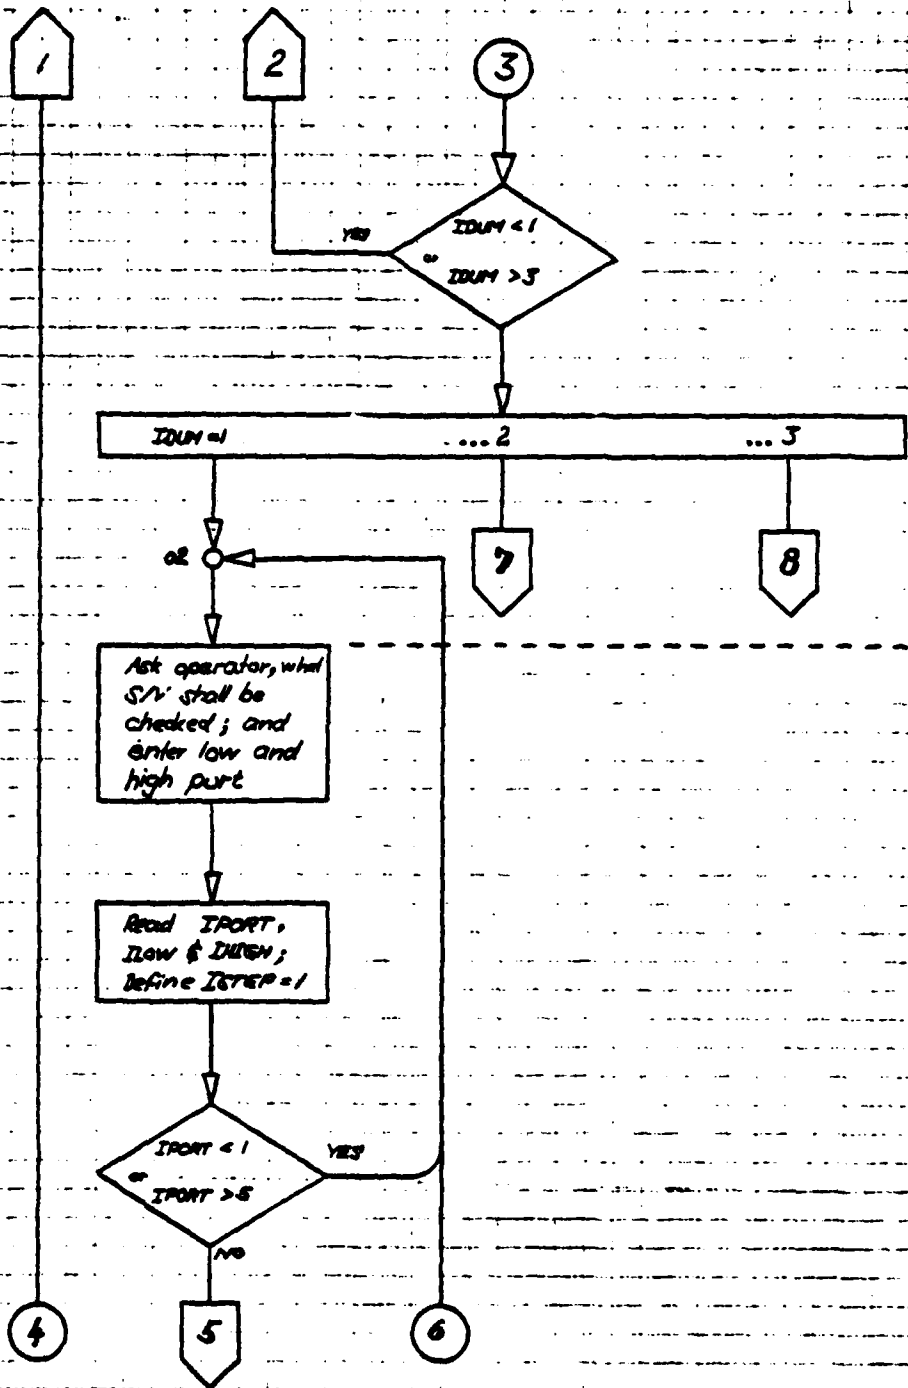 1
2
3
YES
IDUM < 1
or
IDUM > 3
IDUM = 1 ... 2 ... 3
02
7
8
Ask operator, what
S/N shall be
checked; and
enter low and
high part
Read IPORT,
ILOW & IHIGH;
Define ISTEP = 1
IPORT < 1
or
IPORT > 5
YES
NO
4
5
6